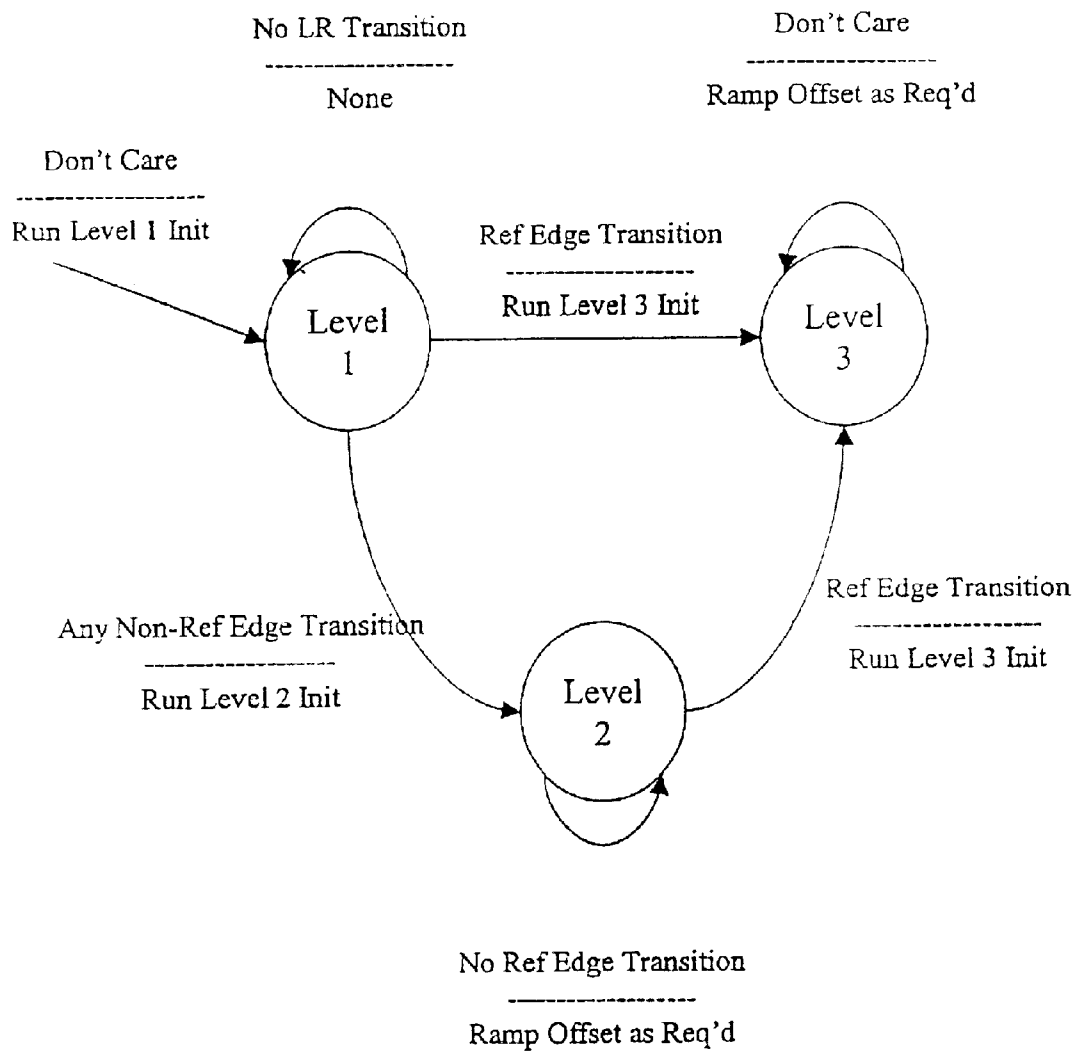 No LR Transition
--------------------
None
Don't Care
--------------------
Ramp Offset as Req'd
Don't Care
--------------------
Run Level 1 Init
Ref Edge Transition
--------------------
Run Level 3 Init
Level
1
Level
3
Any Non-Ref Edge Transition
--------------------
Run Level 2 Init
Ref Edge Transition
--------------------
Run Level 3 Init
Level
2
No Ref Edge Transition
--------------------
Ramp Offset as Req'd